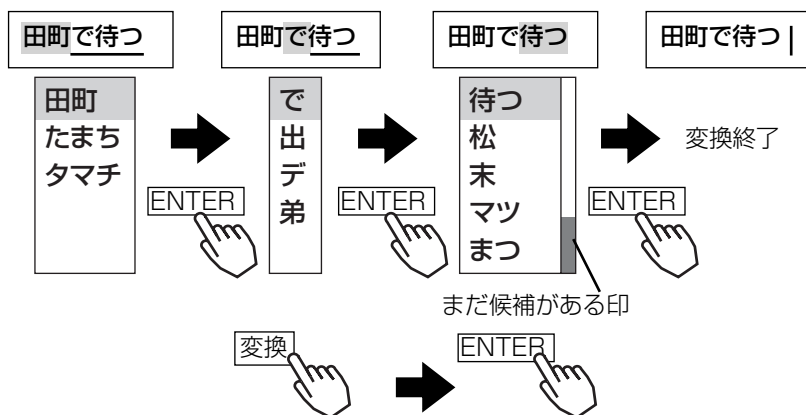 田町で待つ
田町で待つ
田町で待つ
田町で待つ
田町
たまち
タマチ
ENTER
で
出
デ
弟
ENTER
待つ
松
末
マツ
まつ
ENTER
変換終了
まだ候補がある印
変換
ENTER